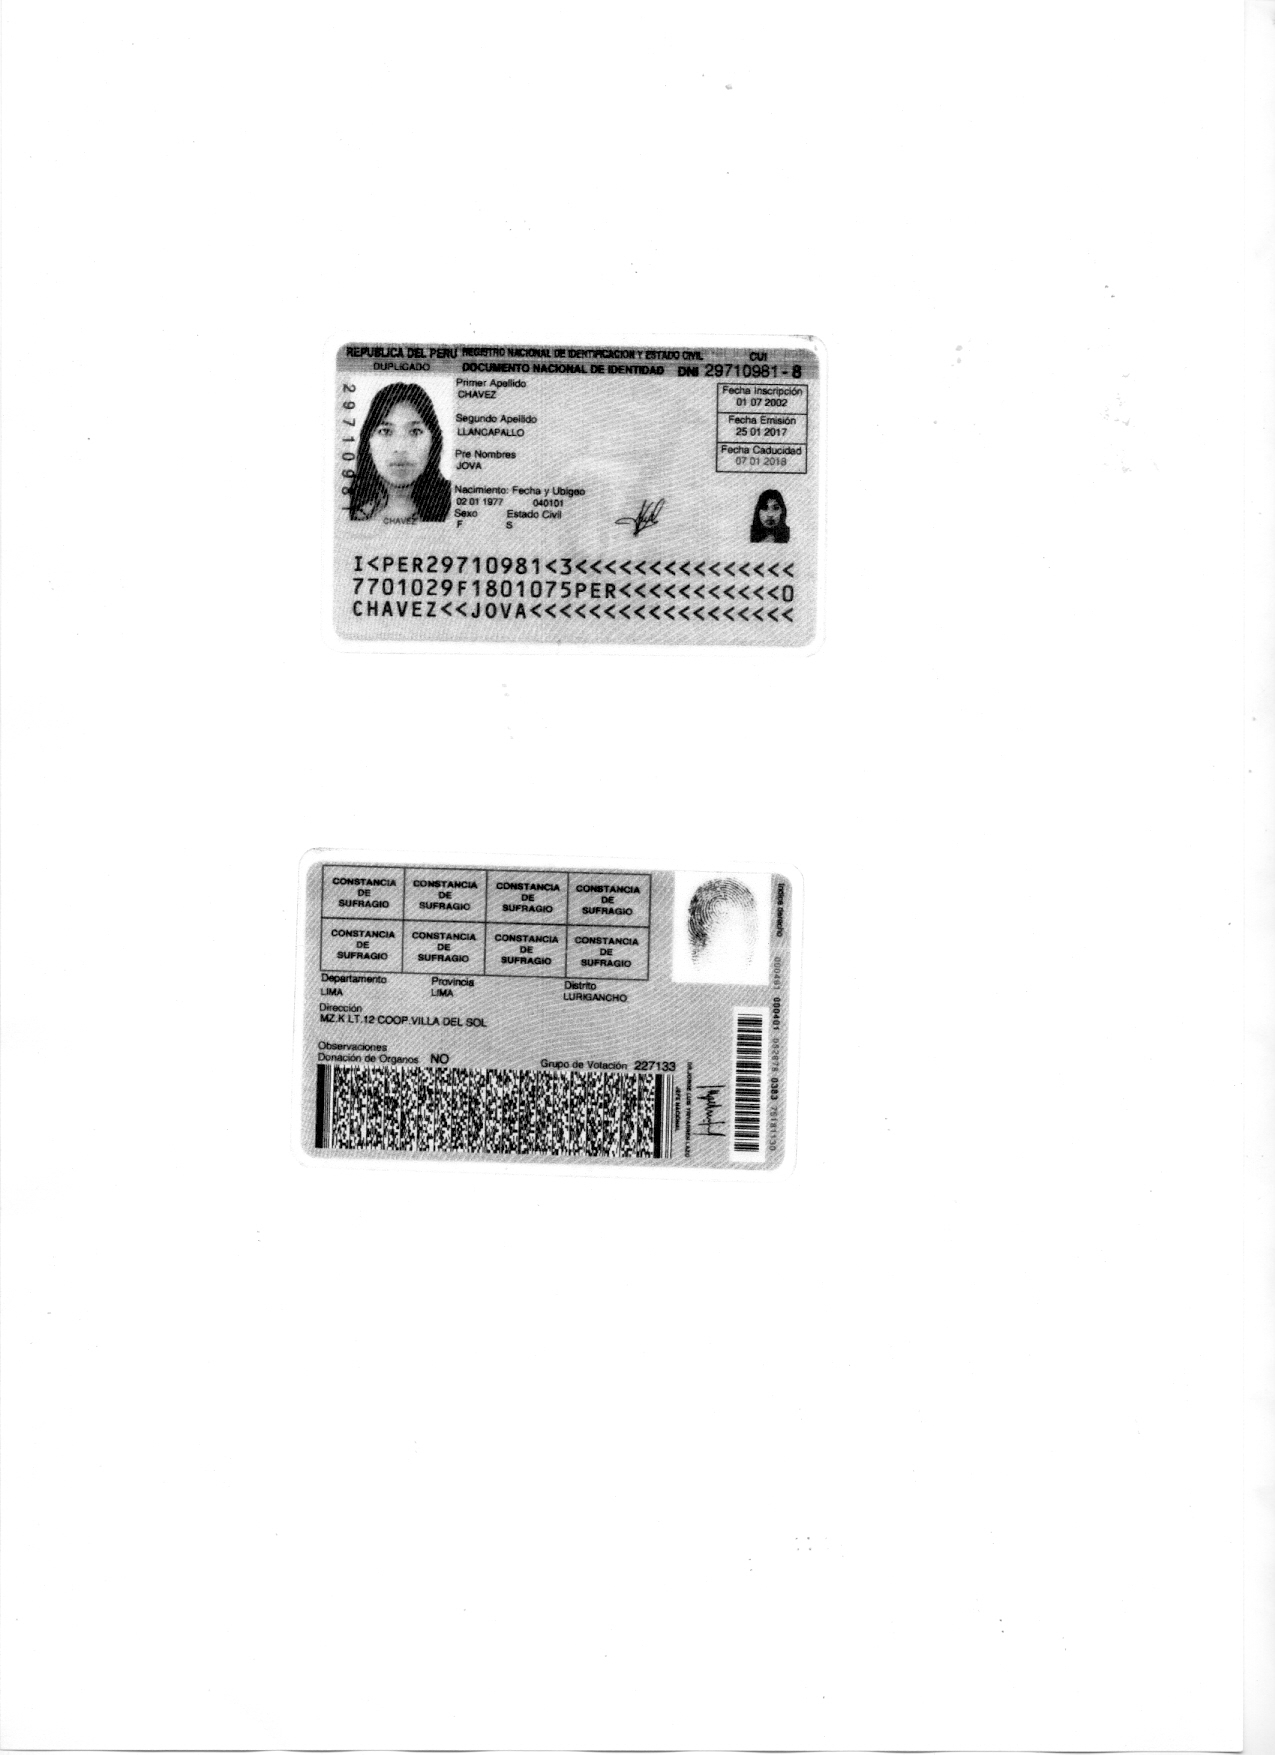 REPUBLICA DEL PERU REGISTRO NACIONAL DE IDENTIFICACION Y ESTADO CIVIL CUI
DUPLICADO DOCUMENTO NACIONAL DE IDENTIDAD DNI 29710981 - 8
29710981
Primer Apellido
CHAVEZ
Segundo Apellido
LLANCAPALLO
Pre Nombres
JOVA
Nacimiento: Fecha y Ubigeo
02 01 1977 040101
Sexo Estado Civil
F S
Fecha Inscripción
01 07 2002
Fecha Emisión
25 01 2017
Fecha Caducidad
07 01 2018
CHAVEZ
I<PER29710981<3<<<<<<<<<<<<<<<
7701029F1801075PER<<<<<<<<<<<0
CHAVEZ<<JOVA<<<<<<<<<<<<<<<<<<
CONSTANCIA DE SUFRAGIO
CONSTANCIA DE SUFRAGIO
CONSTANCIA DE SUFRAGIO
CONSTANCIA DE SUFRAGIO
CONSTANCIA DE SUFRAGIO
CONSTANCIA DE SUFRAGIO
CONSTANCIA DE SUFRAGIO
CONSTANCIA DE SUFRAGIO
Departamento Provincia Distrito
LIMA LIMA LURIGANCHO
Dirección
MZ.K LT.12 COOP.VILLA DEL SOL
Observaciones
Donación de Organos NO Grupo de Votación 227133
Indice derecho
JEFE NACIONAL